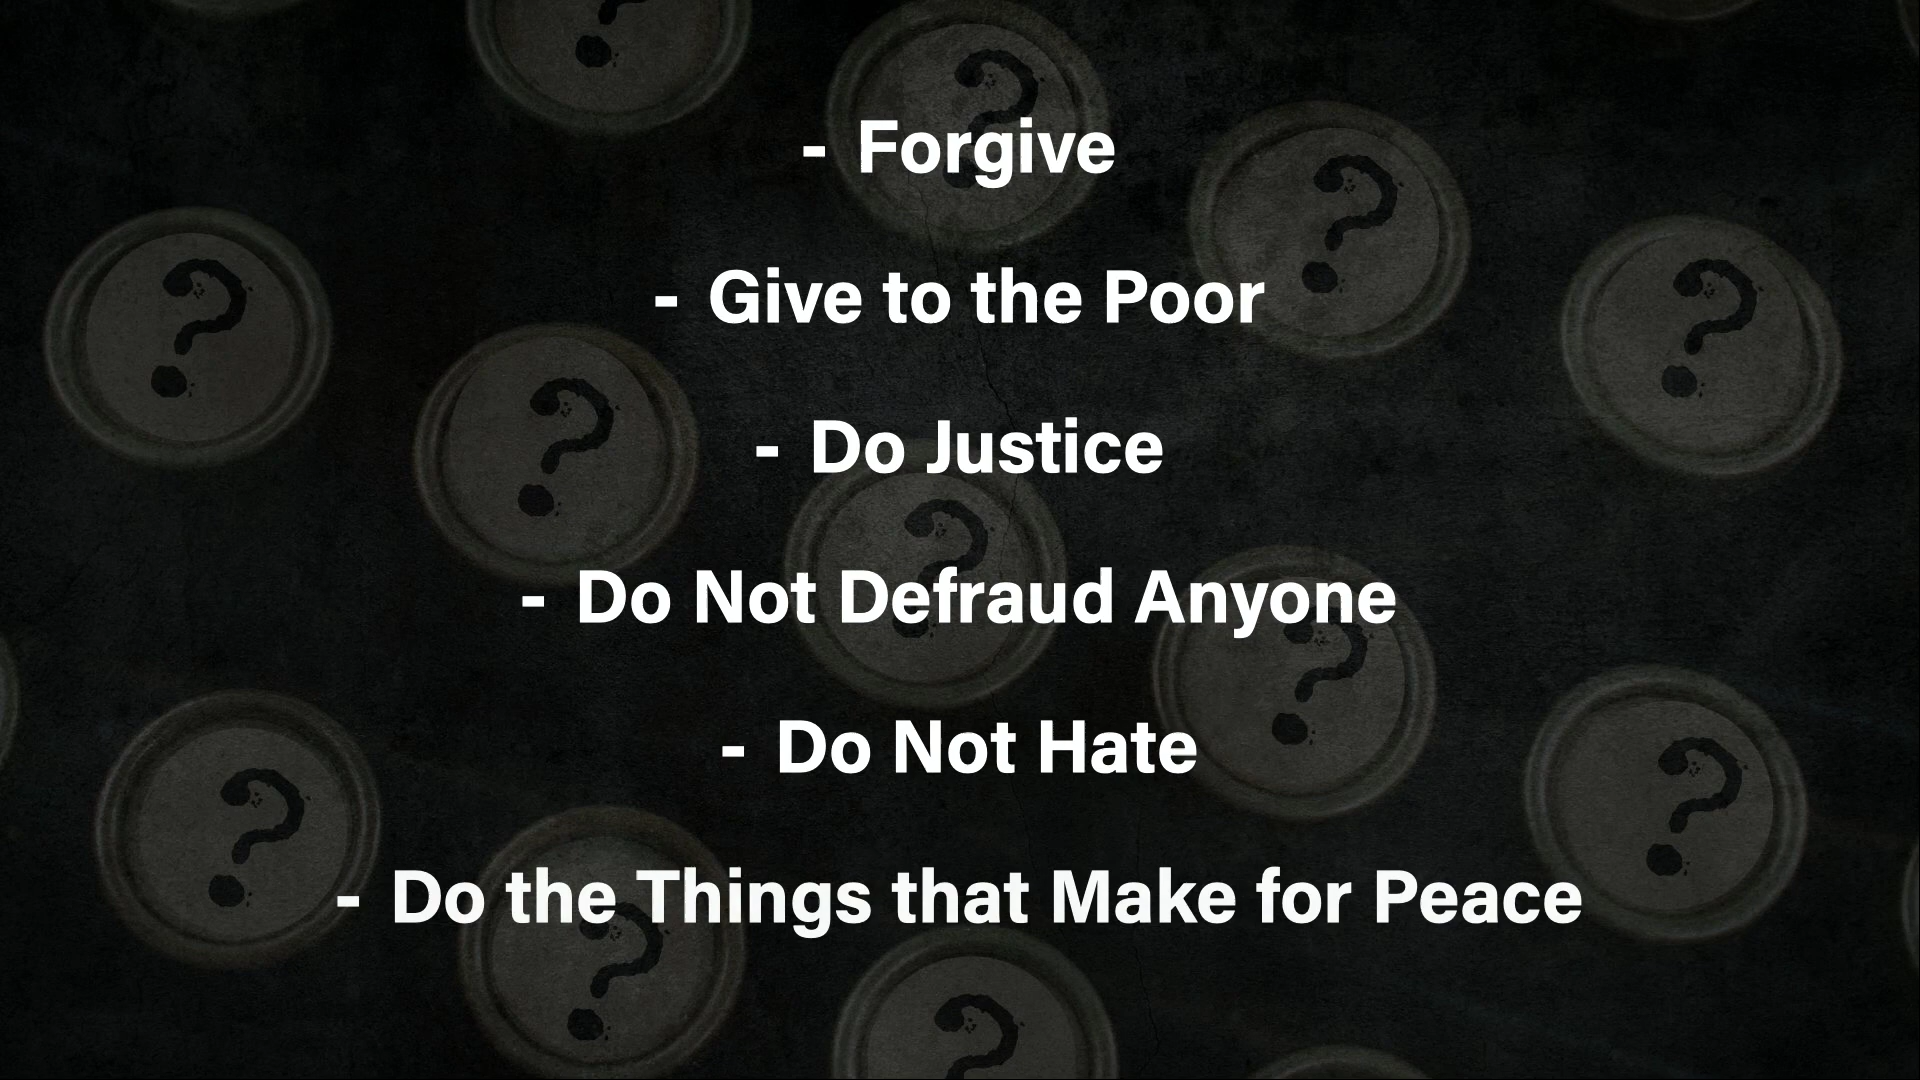 - Forgive
- Give to the Poor
- Do Justice
- Do Not Defraud Anyone
- Do Not Hate
- Do the Things that Make for Peace